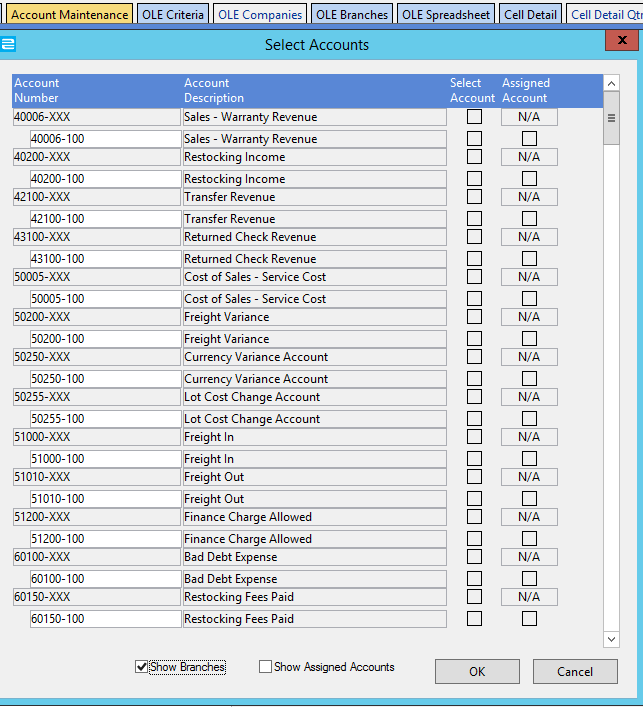 Account Maintenance OLE Criteria OLE Companies OLE Branches OLE Spreadsheet Cell Detail Cell Detail Qt
Select Accounts
Account Number Account Description Select Account Assigned Account
40006-XXX Sales - Warranty Revenue N/A
40006-100 Sales - Warranty Revenue
40200-XXX Restocking Income N/A
40200-100 Restocking Income
42100-XXX Transfer Revenue N/A
42100-100 Transfer Revenue
43100-XXX Returned Check Revenue N/A
43100-100 Returned Check Revenue
50005-XXX Cost of Sales - Service Cost N/A
50005-100 Cost of Sales - Service Cost
50200-XXX Freight Variance N/A
50200-100 Freight Variance
50250-XXX Currency Variance Account N/A
50250-100 Currency Variance Account
50255-XXX Lot Cost Change Account N/A
50255-100 Lot Cost Change Account
51000-XXX Freight In N/A
51000-100 Freight In
51010-XXX Freight Out N/A
51010-100 Freight Out
51200-XXX Finance Charge Allowed N/A
51200-100 Finance Charge Allowed
60100-XXX Bad Debt Expense N/A
60100-100 Bad Debt Expense
60150-XXX Restocking Fees Paid N/A
60150-100 Restocking Fees Paid
Show Branches Show Assigned Accounts OK Cancel